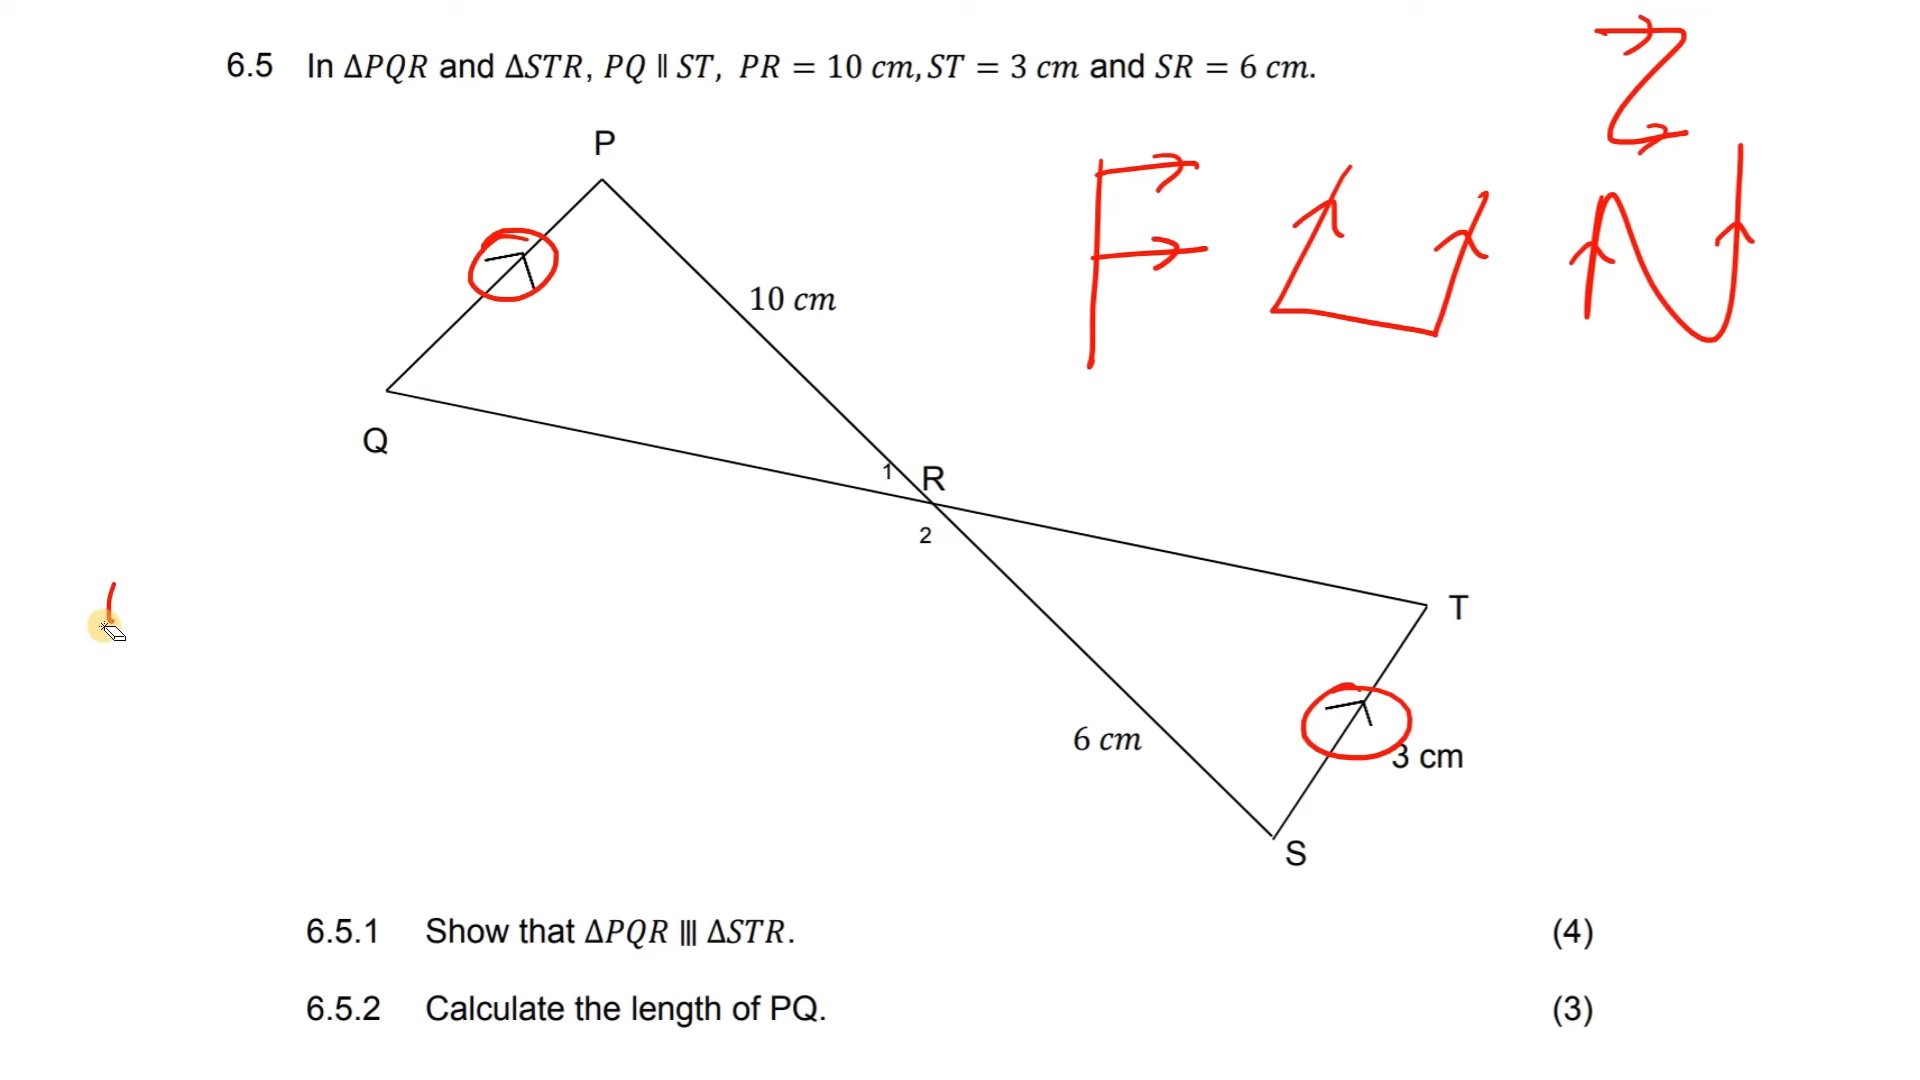 6.5 In ΔPQR and ΔSTR, PQ ∥ ST, PR = 10 cm, ST = 3 cm and SR = 6 cm.
P
10 cm
Q
1 R
2
T
6 cm
3 cm
S
6.5.1 Show that ΔPQR ⫴ ΔSTR. (4)
6.5.2 Calculate the length of PQ. (3)